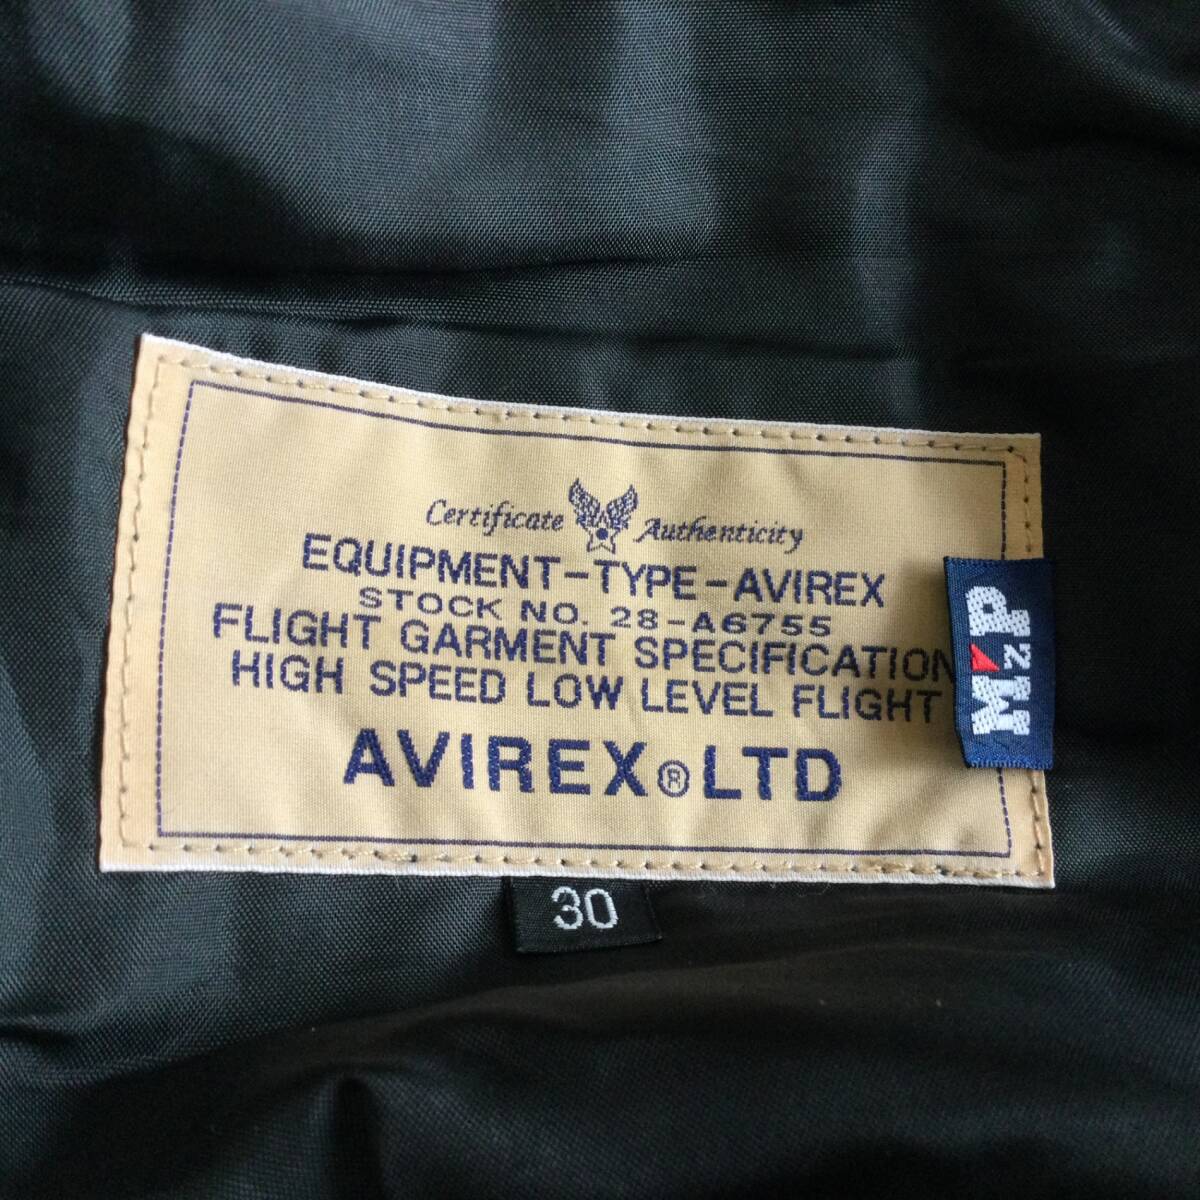 Certificate Authenticity
EQUIPMENT-TYPE-AVIREX
STOCK NO. 28-A6755
FLIGHT GARMENT SPECIFICATION
HIGH SPEED LOW LEVEL FLIGHT
AVIREX® LTD
30